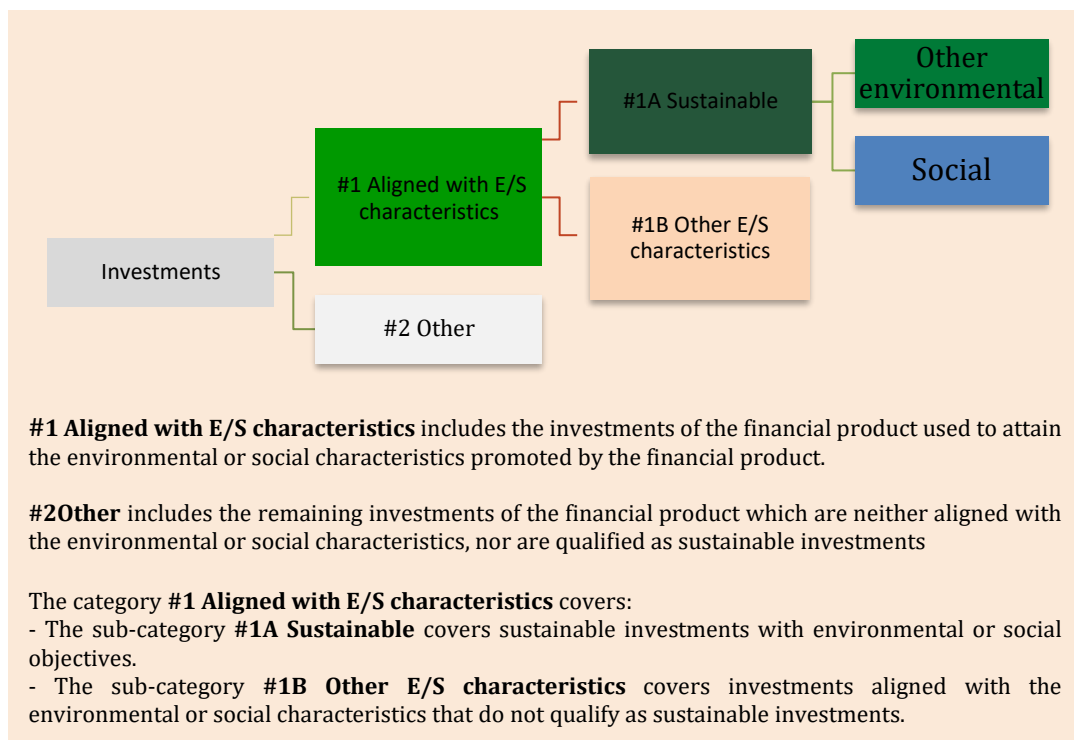 Other
environmental
#1A Sustainable
#1 Aligned with E/S
characteristics
Social
#1B Other E/S
characteristics
Investments
#2 Other
#1 Aligned with E/S characteristics includes the investments of the financial product used to attain
the environmental or social characteristics promoted by the financial product.
#2Other includes the remaining investments of the financial product which are neither aligned with
the environmental or social characteristics, nor are qualified as sustainable investments
The category #1 Aligned with E/S characteristics covers:
- The sub-category #1A Sustainable covers sustainable investments with environmental or social
objectives.
- The sub-category #1B Other E/S characteristics covers investments aligned with the
environmental or social characteristics that do not qualify as sustainable investments.